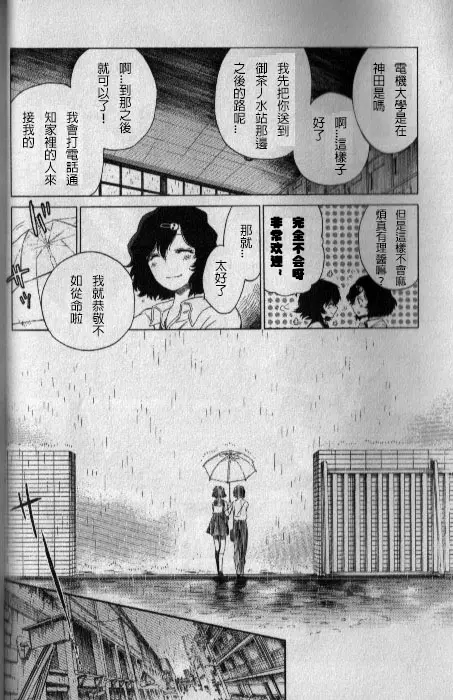 電機大學是在
神田是嗎
啊…這樣子
好了
我先把你送到
御茶ノ水站那邊
之後的路呢…
啊…到那之後
就可以了!
我會打電話通
知家裡的人來
接我的
但是這樣不會嘛
煩真有理醬嘛?
完全不会呀
非常欢迎~
那就…
太好了
我就恭敬不
如從命啦